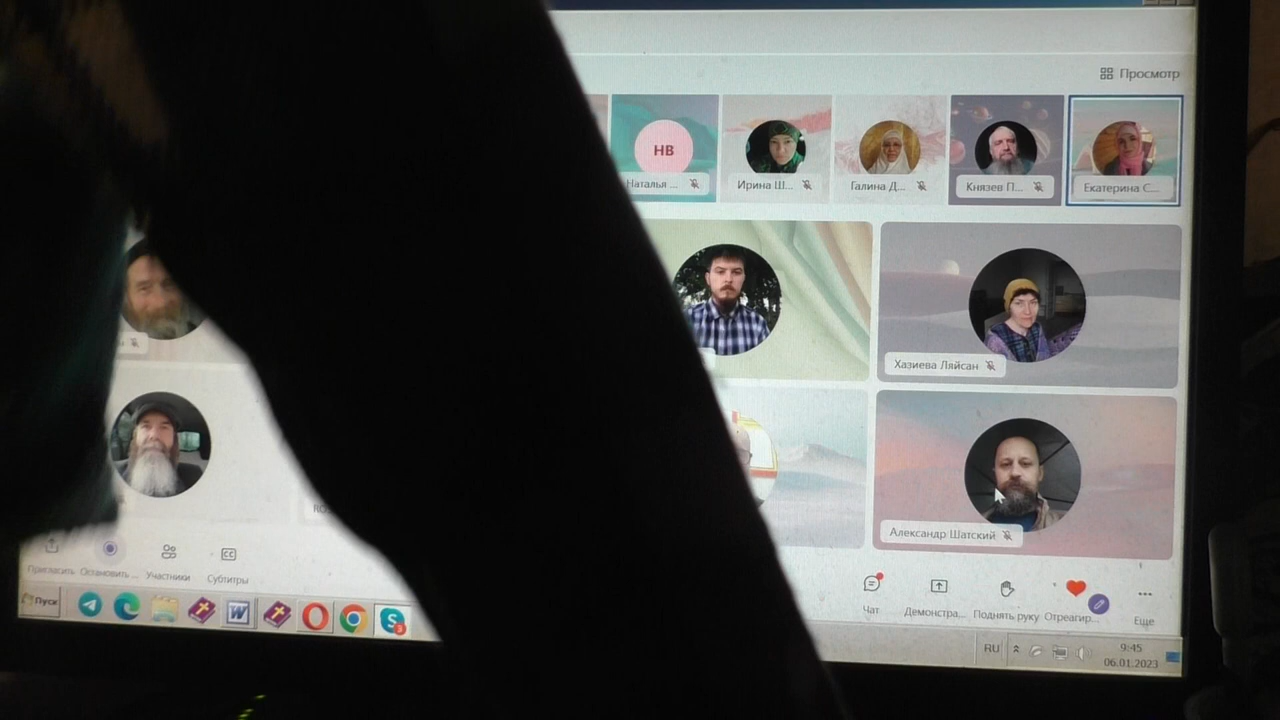 Просмотр
НВ
Наталья ...
Ирина Ш...
Галина Д...
Князев П...
Екатерина С...
Хазиева Ляйсан
Александр Шатский
Пригласить
Остановить ...
Участники
Субтитры
Чат
Демонстра...
Поднять руку
Отреагир...
Еще
Пуск
RU
9:45
06.01.2023